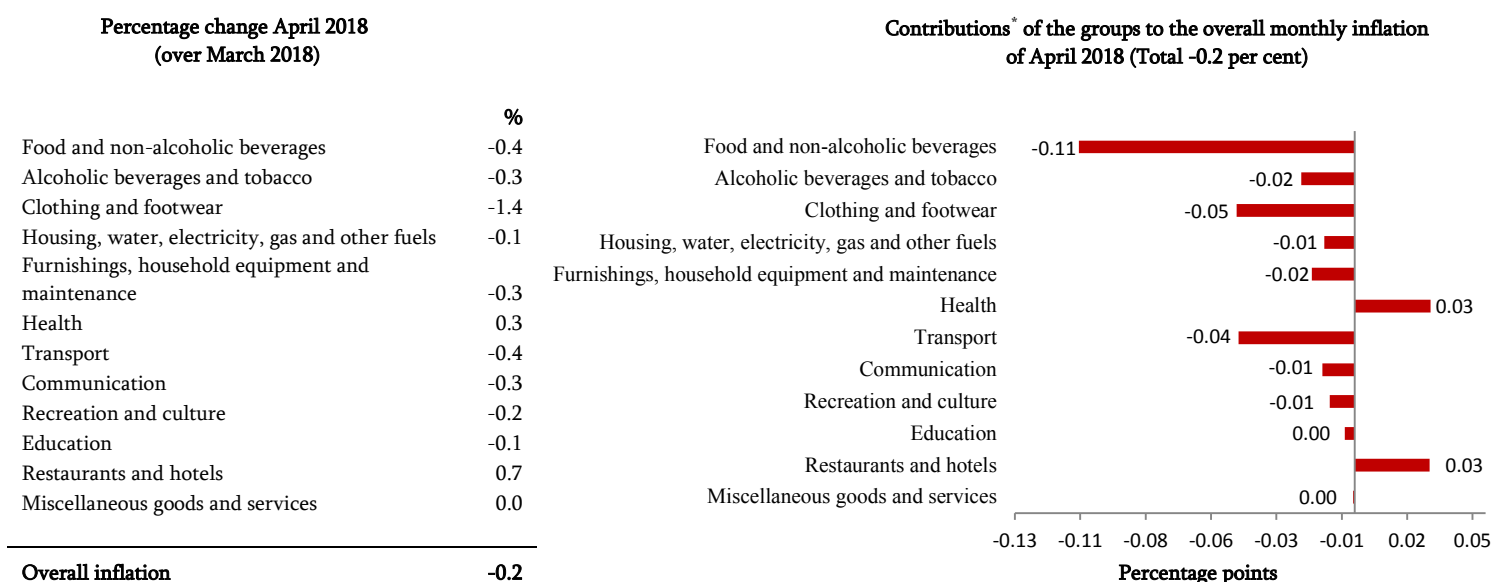 Percentage change April 2018
(over March 2018)
%
Food and non-alcoholic beverages -0.4
Alcoholic beverages and tobacco -0.3
Clothing and footwear -1.4
Housing, water, electricity, gas and other fuels -0.1
Furnishings, household equipment and
maintenance -0.3
Health 0.3
Transport -0.4
Communication -0.3
Recreation and culture -0.2
Education -0.1
Restaurants and hotels 0.7
Miscellaneous goods and services 0.0
Overall inflation -0.2
Contributions* of the groups to the overall monthly inflation
of April 2018 (Total -0.2 per cent)
Food and non-alcoholic beverages -0.11
Alcoholic beverages and tobacco -0.02
Clothing and footwear -0.05
Housing, water, electricity, gas and other fuels -0.01
Furnishings, household equipment and maintenance -0.02
Health 0.03
Transport -0.04
Communication -0.01
Recreation and culture -0.01
Education 0.00
Restaurants and hotels 0.03
Miscellaneous goods and services 0.00
-0.13 -0.11 -0.08 -0.06 -0.03 -0.01 0.02 0.05
Percentage points